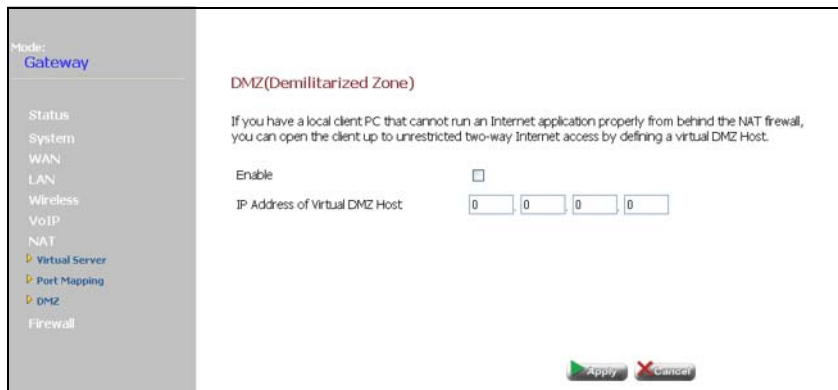 Mode:
Gateway
Status
System
WAN
LAN
Wireless
VoIP
NAT
Virtual Server
Port Mapping
DMZ
Firewall
DMZ(Demilitarized Zone)
If you have a local client PC that cannot run an Internet application properly from behind the NAT firewall,
you can open the client up to unrestricted two-way Internet access by defining a virtual DMZ Host.
Enable
IP Address of Virtual DMZ Host 0 . 0 . 0 . 0
Apply Cancel